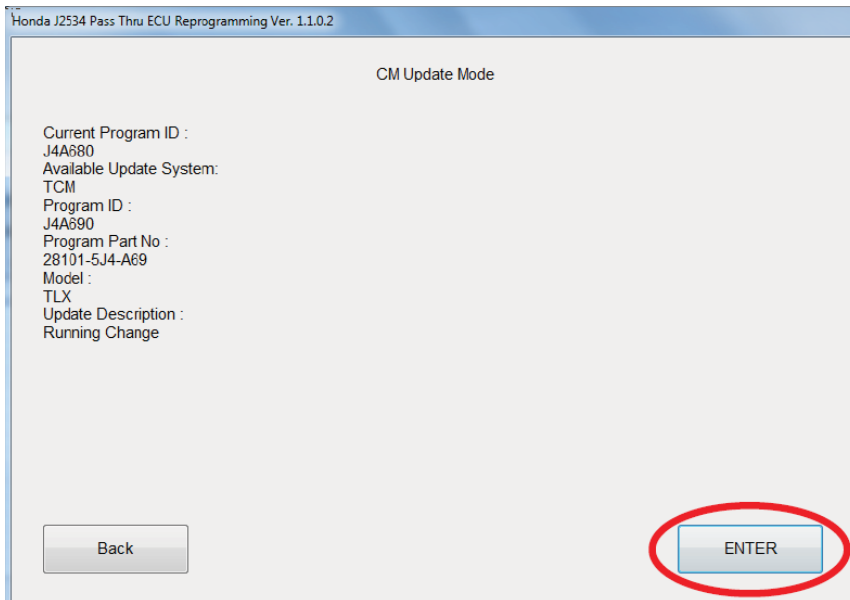 Honda J2534 Pass Thru ECU Reprogramming Ver. 1.1.0.2
CM Update Mode
Current Program ID :
J4A680
Available Update System:
TCM
Program ID :
J4A690
Program Part No :
28101-5J4-A69
Model :
TLX
Update Description :
Running Change
Back
ENTER